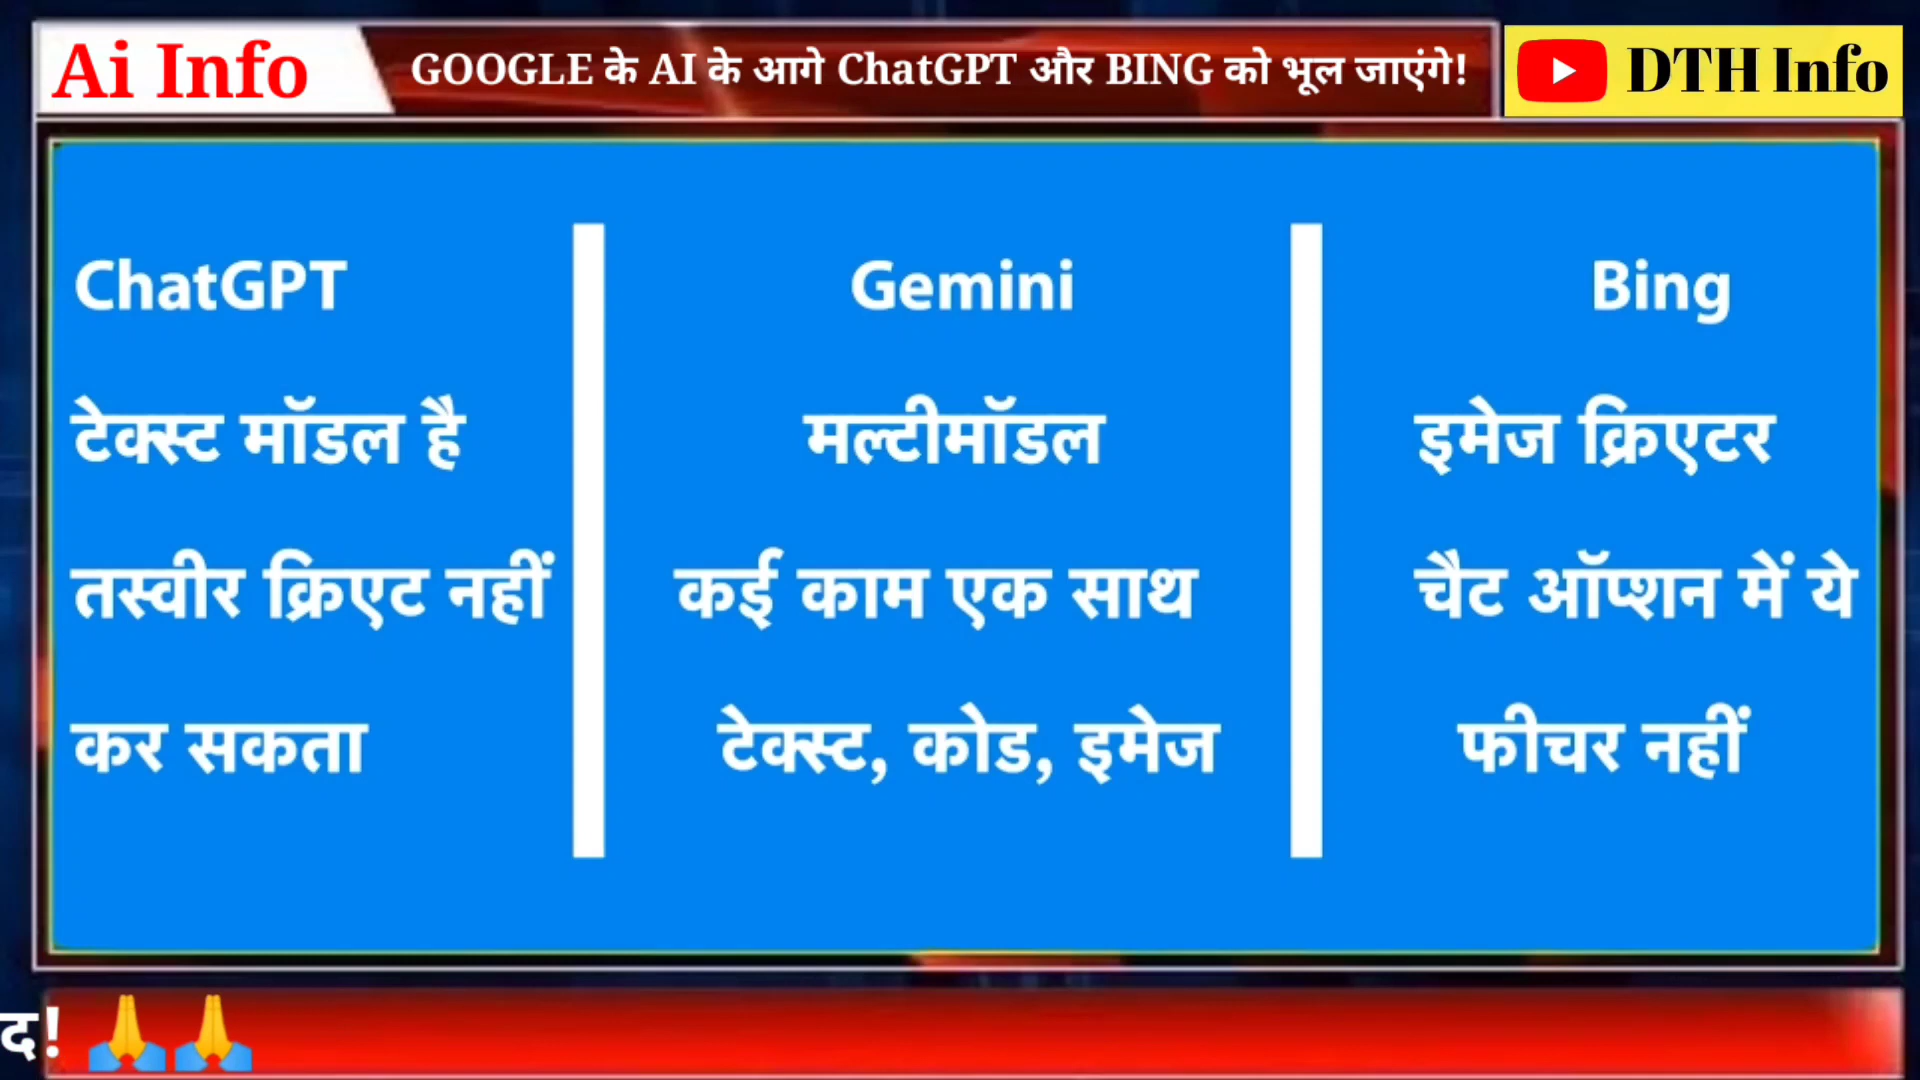 Ai Info
GOOGLE के AI के आगे ChatGPT और BING को भूल जाएंगे!
DTH Info
ChatGPT
टेक्स्ट मॉडल है
तस्वीर क्रिएट नहीं
कर सकता
Gemini
मल्टीमॉडल
कई काम एक साथ
टेक्स्ट, कोड, इमेज
Bing
इमेज क्रिएटर
चैट ऑप्शन में ये
फीचर नहीं
द! 🙏🙏